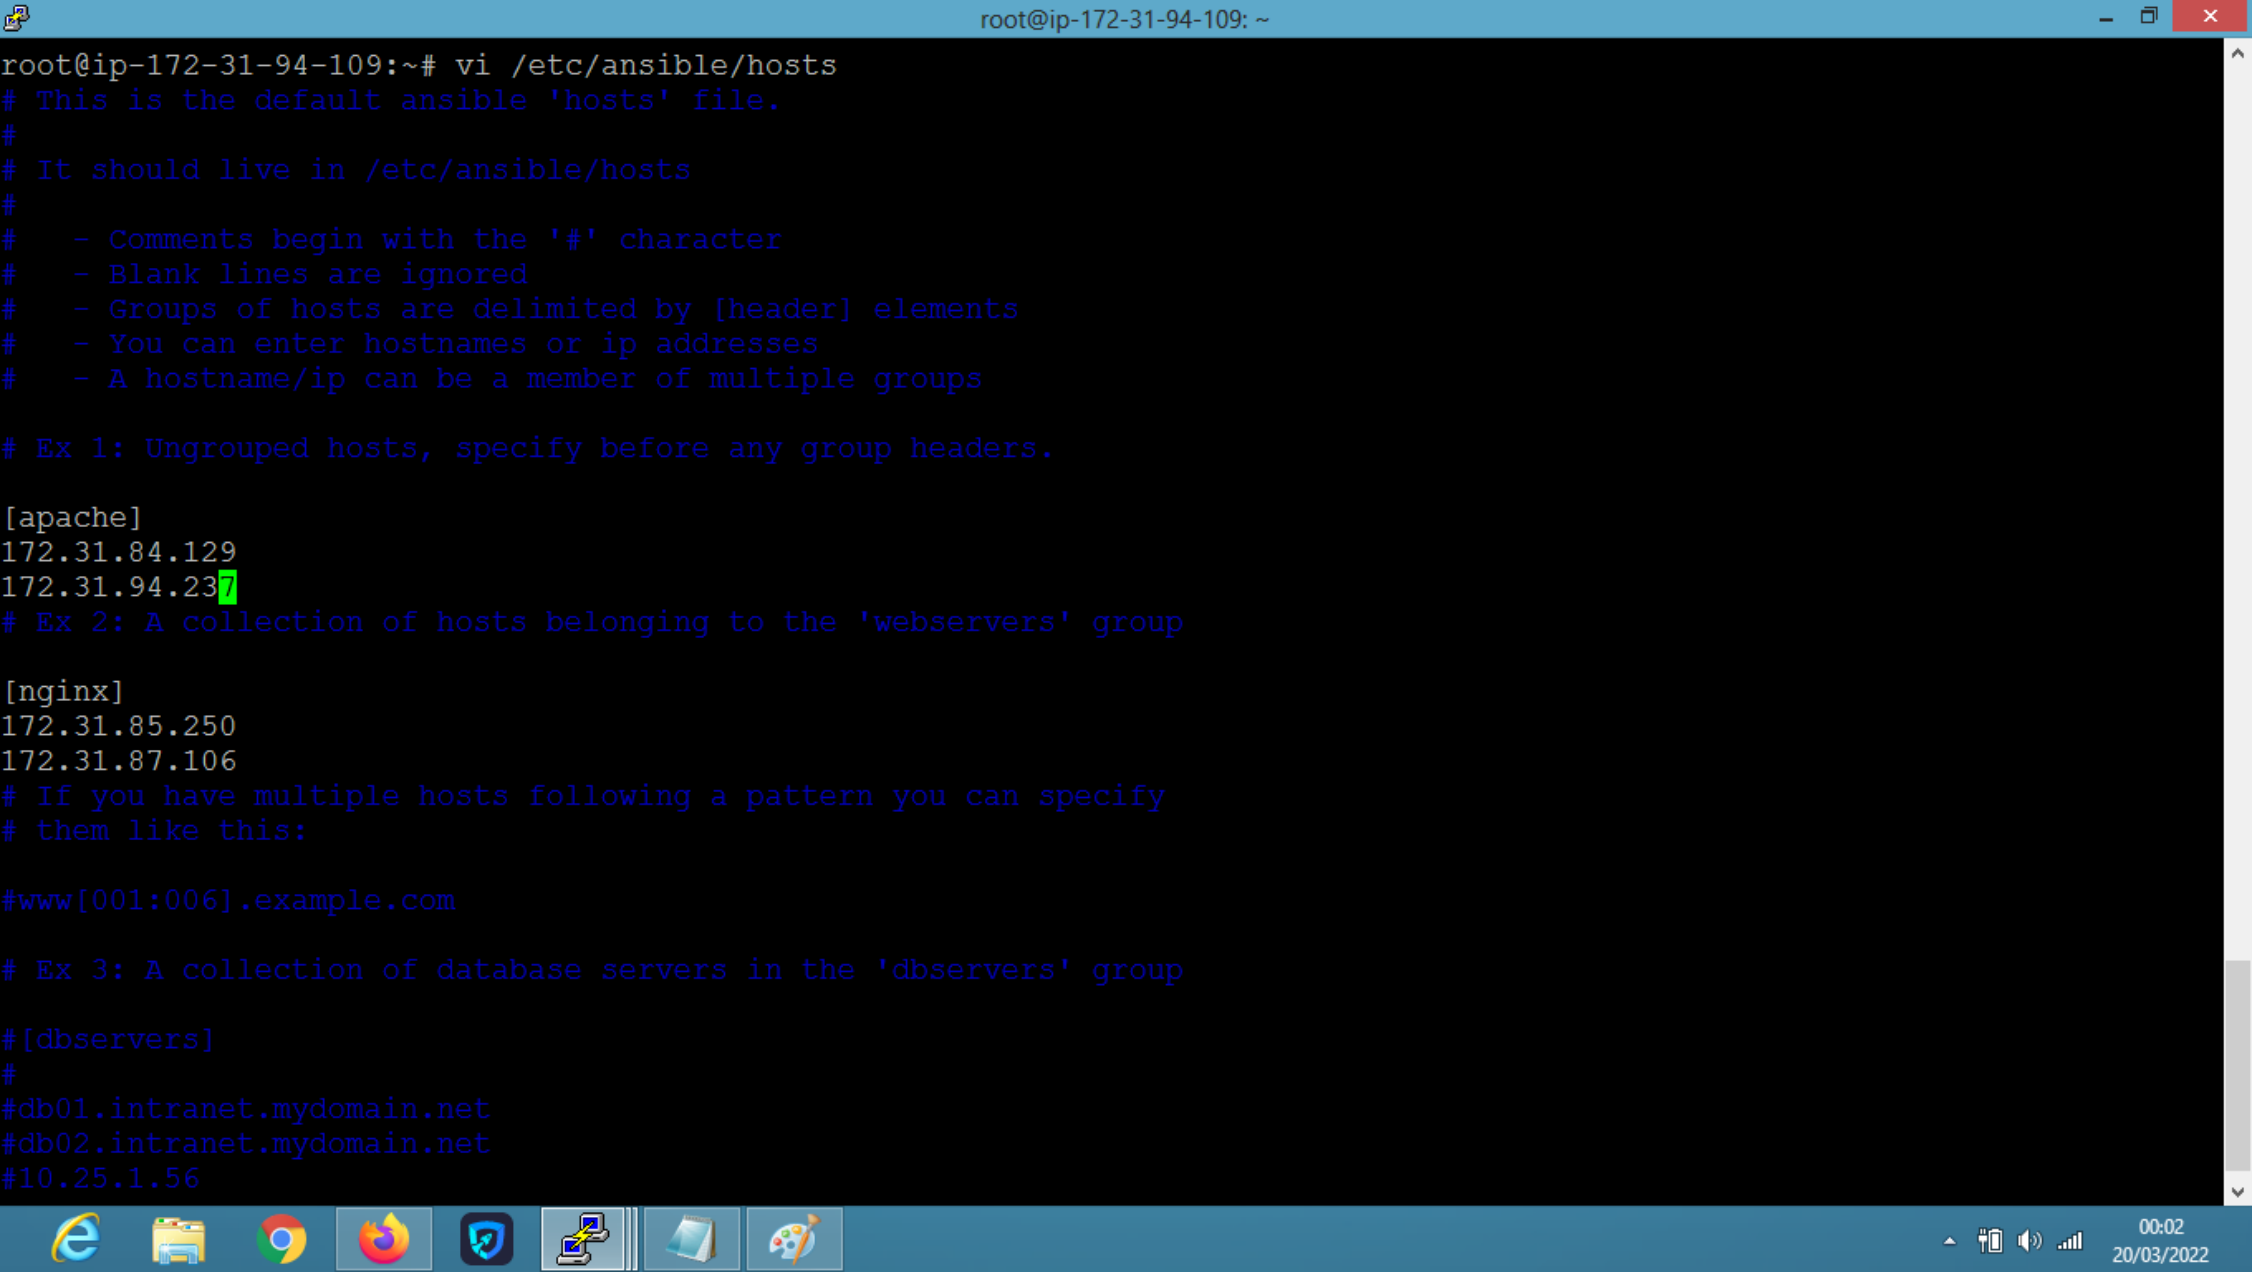 root@ip-172-31-94-109: ~
root@ip-172-31-94-109:~# vi /etc/ansible/hosts
# This is the default ansible 'hosts' file.
#
# It should live in /etc/ansible/hosts
#
#   - Comments begin with the '#' character
#   - Blank lines are ignored
#   - Groups of hosts are delimited by [header] elements
#   - You can enter hostnames or ip addresses
#   - A hostname/ip can be a member of multiple groups
# Ex 1: Ungrouped hosts, specify before any group headers.
[apache]
172.31.84.129
172.31.94.237
# Ex 2: A collection of hosts belonging to the 'webservers' group
[nginx]
172.31.85.250
172.31.87.106
# If you have multiple hosts following a pattern you can specify
# them like this:
#www[001:006].example.com
# Ex 3: A collection of database servers in the 'dbservers' group
#[dbservers]
#
#db01.intranet.mydomain.net
#db02.intranet.mydomain.net
#10.25.1.56
00:02
20/03/2022